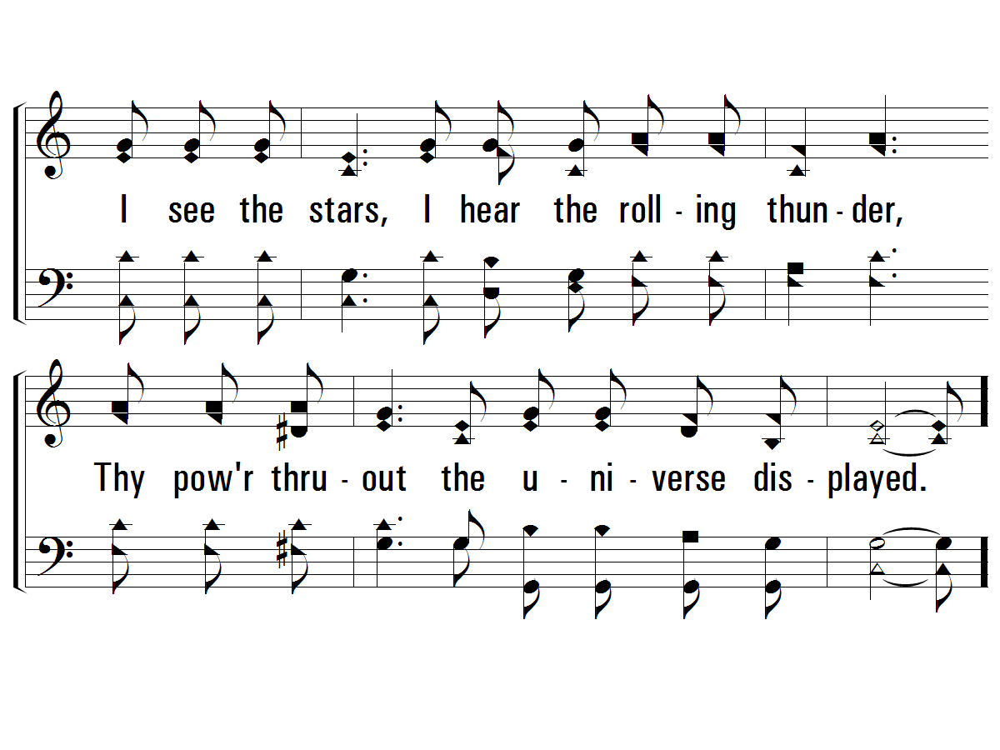 I see the stars, I hear the roll - ing thun - der,
Thy pow'r thru - out the u - ni - verse dis - played.